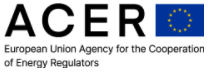 ACER
European Union Agency for the Cooperation
of Energy Regulators